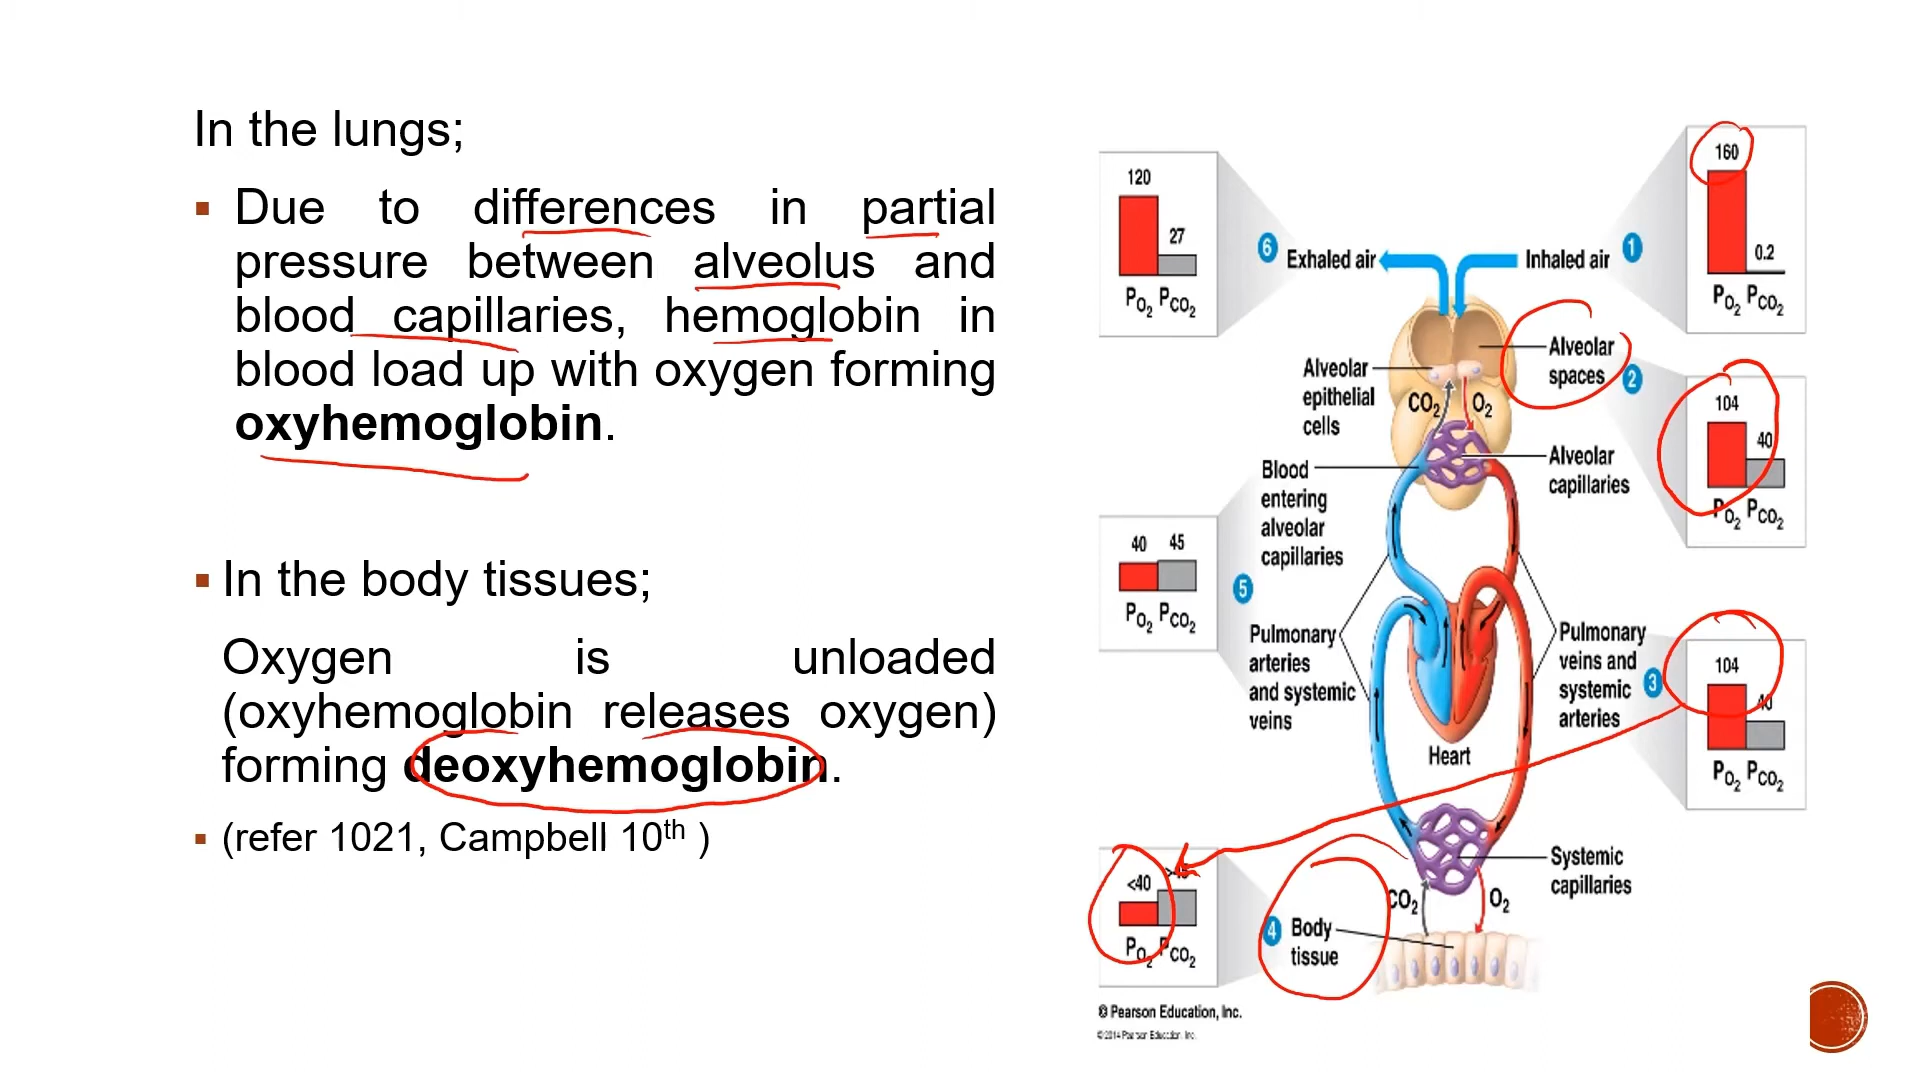 In the lungs;
Due to differences in partial
pressure between alveolus and
blood capillaries, hemoglobin in
blood load up with oxygen forming
oxyhemoglobin.
In the body tissues;
Oxygen is unloaded
(oxyhemoglobin releases oxygen)
forming deoxyhemoglobin.
(refer 1021, Campbell 10th )
120
27
PO2 PCO2
6 Exhaled air
Inhaled air 1
160
0.2
PO2 PCO2
Alveolar
spaces
2
104
40
PO2 PCO2
Alveolar
epithelial
cells
CO2
O2
Alveolar
capillaries
Blood
entering
alveolar
capillaries
40 45
PO2 PCO2
5
Pulmonary
arteries
and systemic
veins
Pulmonary
veins and
systemic
arteries
3
104
40
PO2 PCO2
Heart
Systemic
capillaries
CO2
O2
<40
PO2 PCO2
4 Body
tissue
© Pearson Education, Inc.
©2014 Pearson Education, Inc.